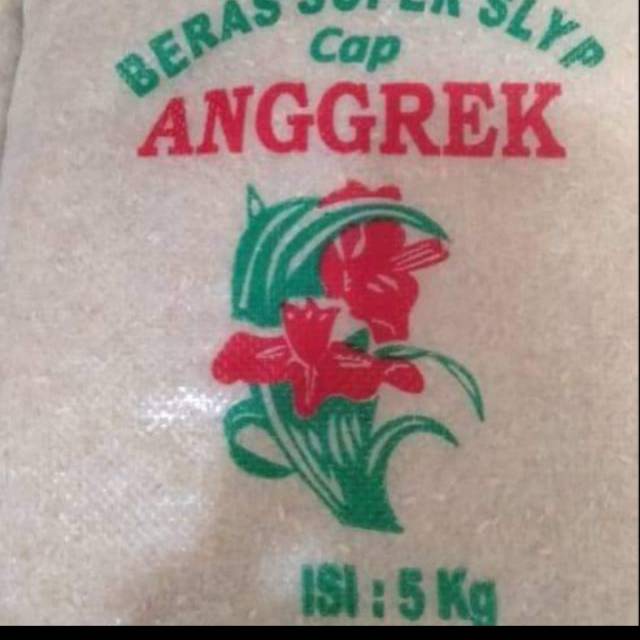 BERAS SUPER SLYP
Cap
ANGGREK
ISI : 5 Kg